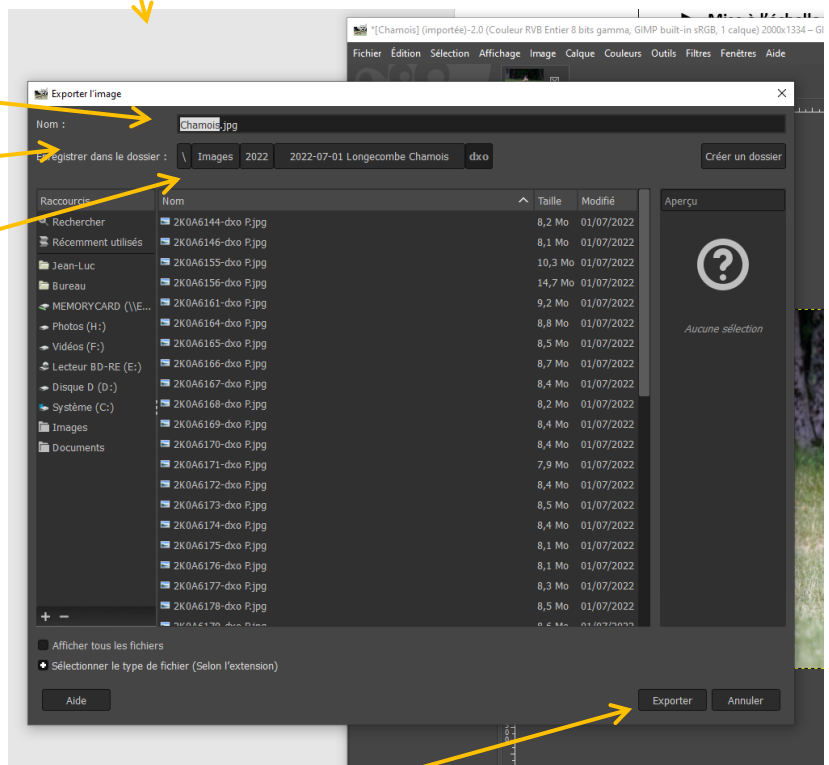 Mise à l'échelle
*[Chamois] (importée)-2.0 (Couleur RVB Entier 8 bits gamma, GIMP built-in sRGB, 1 calque) 2000x1334 – GI
Fichier Édition Sélection Affichage Image Calque Couleurs Outils Filtres Fenêtres Aide
Exporter l'image
Nom : Chamois.jpg
Enregistrer dans le dossier : \ Images 2022 2022-07-01 Longecombe Chamois dxo Créer un dossier
Raccourcis Nom Taille Modifié Aperçu
Rechercher 2K0A6144-dxo P.jpg 8,2 Mo 01/07/2022
Récemment utilisés 2K0A6146-dxo P.jpg 8,1 Mo 01/07/2022
Jean-Luc 2K0A6155-dxo P.jpg 10,3 Mo 01/07/2022
Bureau 2K0A6156-dxo P.jpg 14,7 Mo 01/07/2022
MEMORYCARD (\\E... 2K0A6161-dxo P.jpg 9,2 Mo 01/07/2022
Photos (H:) 2K0A6164-dxo P.jpg 8,8 Mo 01/07/2022
Aucune sélection
Vidéos (F:) 2K0A6165-dxo P.jpg 8,5 Mo 01/07/2022
Lecteur BD-RE (E:) 2K0A6166-dxo P.jpg 8,7 Mo 01/07/2022
Disque D (D:) 2K0A6167-dxo P.jpg 8,4 Mo 01/07/2022
Système (C:) 2K0A6168-dxo P.jpg 8,2 Mo 01/07/2022
Images 2K0A6169-dxo P.jpg 8,4 Mo 01/07/2022
Documents 2K0A6170-dxo P.jpg 8,4 Mo 01/07/2022
2K0A6171-dxo P.jpg 7,9 Mo 01/07/2022
2K0A6172-dxo P.jpg 8,4 Mo 01/07/2022
2K0A6173-dxo P.jpg 8,5 Mo 01/07/2022
2K0A6174-dxo P.jpg 8,4 Mo 01/07/2022
2K0A6175-dxo P.jpg 8,1 Mo 01/07/2022
2K0A6176-dxo P.jpg 8,1 Mo 01/07/2022
2K0A6177-dxo P.jpg 8,3 Mo 01/07/2022
2K0A6178-dxo P.jpg 8,5 Mo 01/07/2022
2K0A6179-dxo P.jpg 8,6 Mo 01/07/2022
Afficher tous les fichiers
Sélectionner le type de fichier (Selon l'extension)
Aide Exporter Annuler